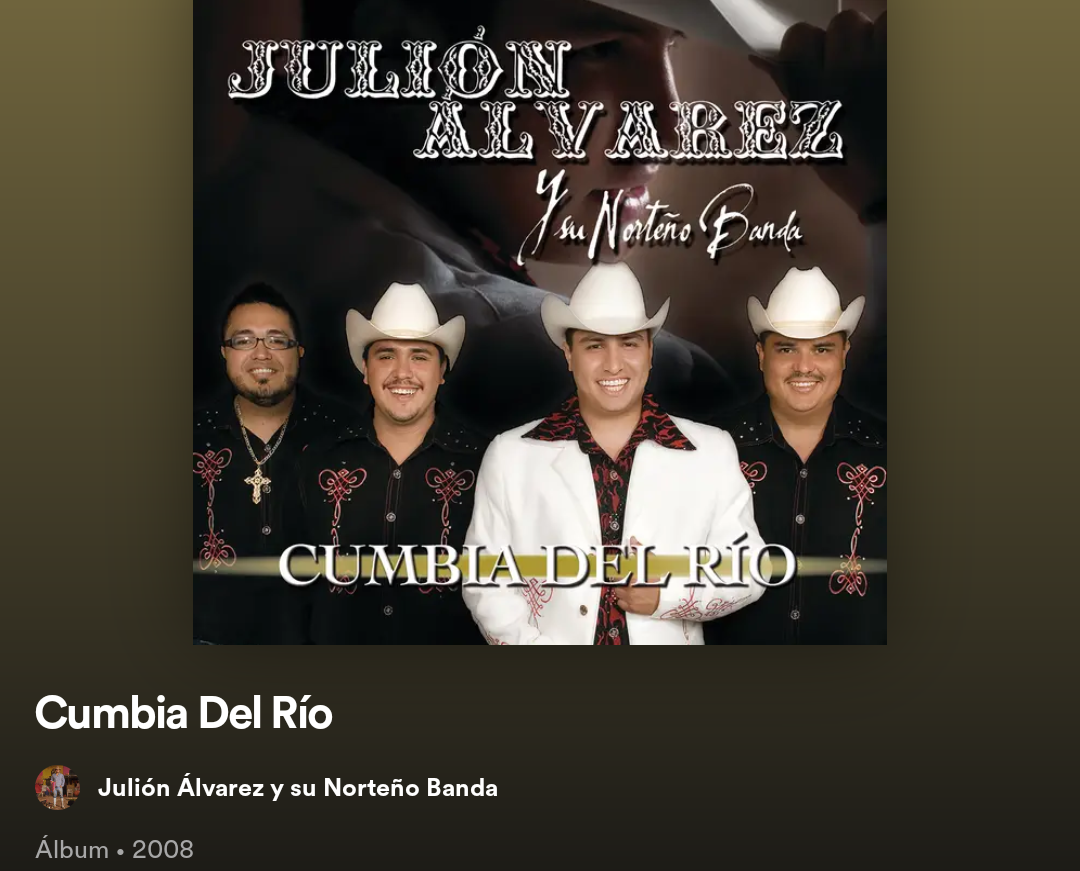 JULIÓN
ÁLVAREZ
y su Norteño Banda
CUMBIA DEL RÍO
Cumbia Del Río
Julión Álvarez y su Norteño Banda
Álbum • 2008